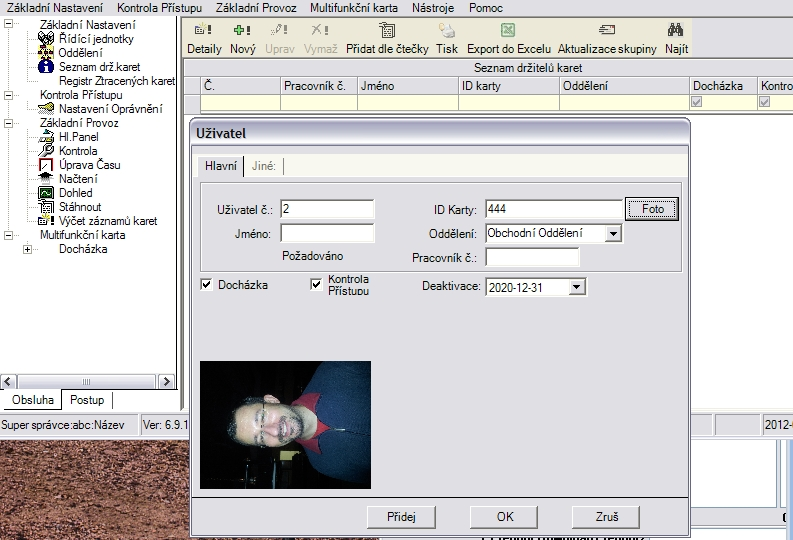 Základní Nastavení Kontrola Přístupu Základní Provoz Multifunkční karta Nástroje Pomoc
Základní Nastavení
Řídící jednotky
Oddělení
Seznam drž.karet
Registr Ztracených karet
Kontrola Přístupu
Nastavení Oprávnění
Základní Provoz
Hl.Panel
Kontrola
Úprava Času
Načtení
Dohled
Stáhnout
Výčet záznamů karet
Multifunkční karta
Docházka
Obsluha Postup
Detaily Nový Uprav Vymaž Přidat dle čtečky Tisk Export do Excelu Aktualizace skupiny Najít
Seznam držitelů karet
Č. Pracovník č. Jméno ID karty Oddělení Docházka Kontro
Uživatel
Hlavní Jiné:
Uživatel č.: 2 ID Karty: 444 Foto
Jméno: Oddělení: Obchodní Oddělení
Požadováno Pracovník č.:
Docházka Kontrola Přístupu Deaktivace: 2020-12-31
Přidej OK Zruš
Super správce:abc:Název Ver: 6.9.1 2012-